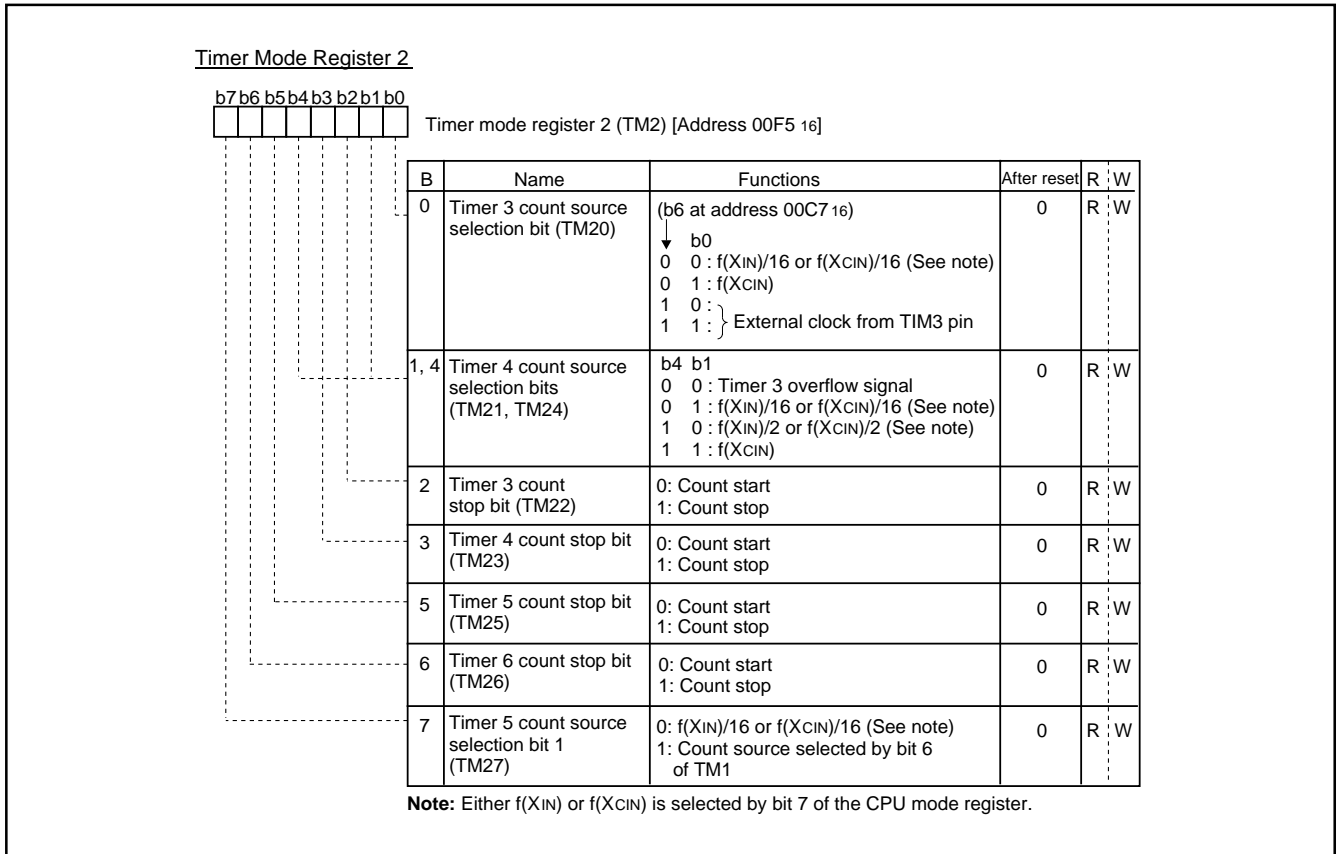 Timer Mode Register 2
b7 b6 b5 b4 b3 b2 b1 b0
Timer mode register 2 (TM2) [Address 00F5 16]
B Name Functions After reset R W
0 Timer 3 count source selection bit (TM20) (b6 at address 00C7 16) 0 R W
b0
0 0 : f(XIN)/16 or f(XCIN)/16 (See note)
0 1 : f(XCIN)
1 0 :
1 1 : } External clock from TIM3 pin
1, 4 Timer 4 count source selection bits (TM21, TM24) b4 b1 0 R W
0 0 : Timer 3 overflow signal
0 1 : f(XIN)/16 or f(XCIN)/16 (See note)
1 0 : f(XIN)/2 or f(XCIN)/2 (See note)
1 1 : f(XCIN)
2 Timer 3 count stop bit (TM22) 0: Count start 0 R W
1: Count stop
3 Timer 4 count stop bit (TM23) 0: Count start 0 R W
1: Count stop
5 Timer 5 count stop bit (TM25) 0: Count start 0 R W
1: Count stop
6 Timer 6 count stop bit (TM26) 0: Count start 0 R W
1: Count stop
7 Timer 5 count source selection bit 1 (TM27) 0: f(XIN)/16 or f(XCIN)/16 (See note) 0 R W
1: Count source selected by bit 6
of TM1
Note: Either f(XIN) or f(XCIN) is selected by bit 7 of the CPU mode register.